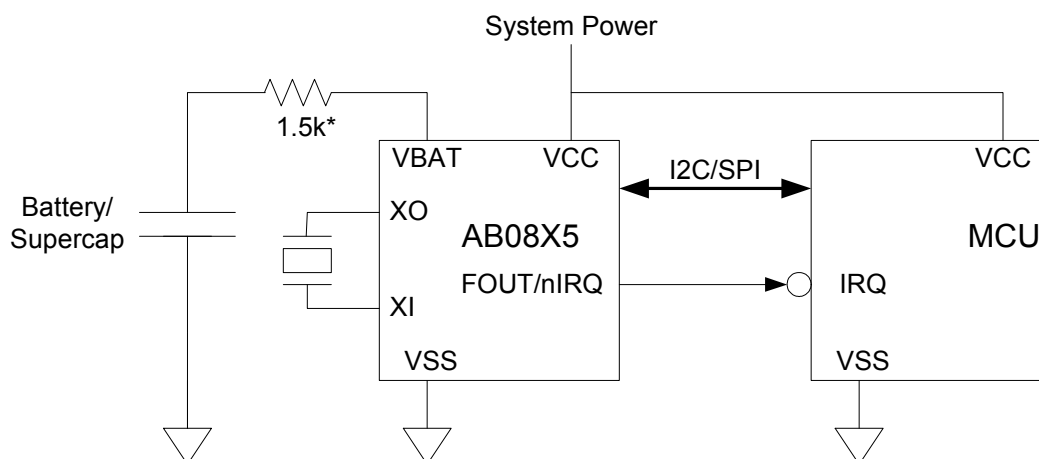 System Power
1.5k*
VBAT
VCC
VCC
I2C/SPI
Battery/
Supercap
XO
AB08X5
MCU
FOUT/nIRQ
IRQ
XI
VSS
VSS